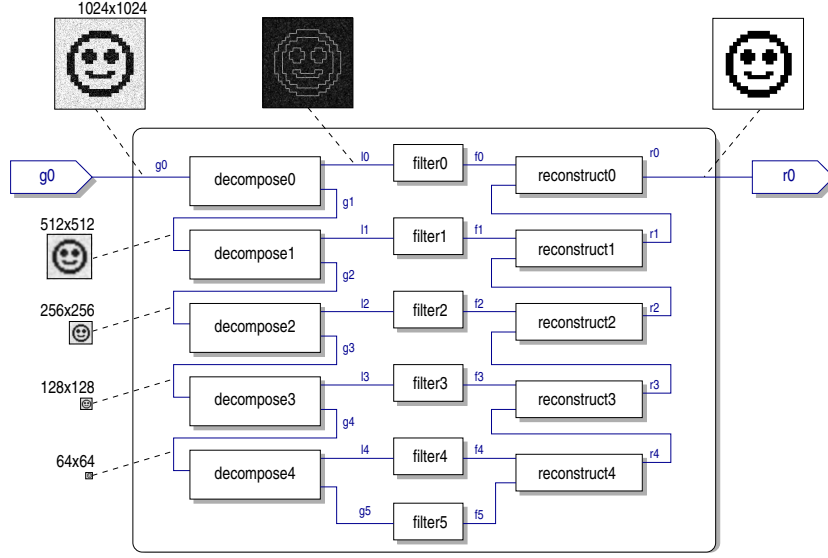 1024x1024
g0
g0
decompose0
l0
filter0
f0
reconstruct0
r0
r0
g1
512x512
decompose1
l1
filter1
f1
reconstruct1
r1
g2
256x256
decompose2
l2
filter2
f2
reconstruct2
r2
g3
128x128
decompose3
l3
filter3
f3
reconstruct3
r3
g4
64x64
decompose4
l4
filter4
f4
reconstruct4
r4
g5
filter5
f5